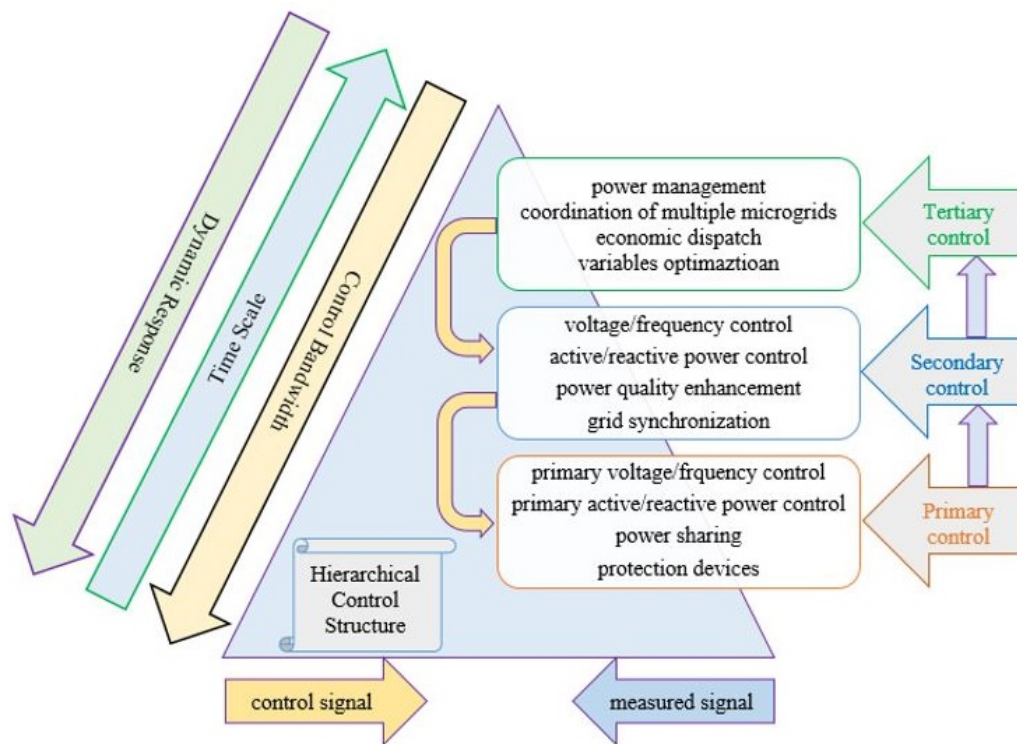 Dynamic Response
Time Scale
Control Bandwidth
power management
coordination of multiple microgrids
economic dispatch
variables optimaztioan
Tertiary
control
voltage/frequency control
active/reactive power control
power quality enhancement
grid synchronization
Secondary
control
primary voltage/frquency control
primary active/reactive power control
power sharing
protection devices
Primary
control
Hierarchical
Control
Structure
control signal
measured signal